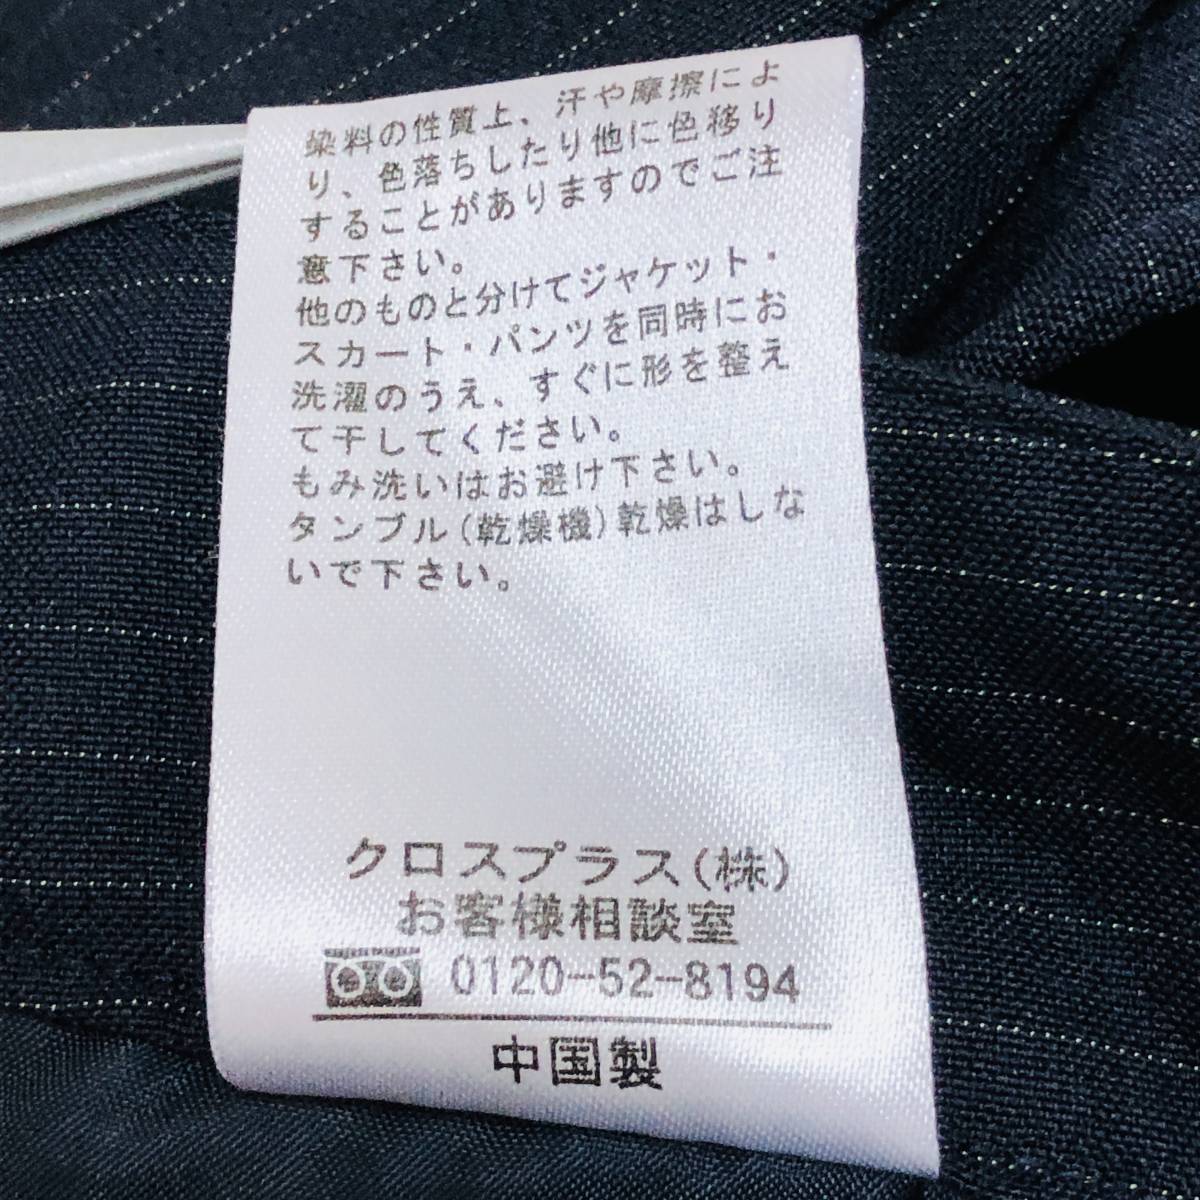 染料の性質上、汗や摩擦によ
り、色落ちしたり他に色移り
することがありますのでご注
意下さい。
他のものと分けてジャケット・
スカート・パンツを同時にお
洗濯のうえ、すぐに形を整え
て干してください。
もみ洗いはお避け下さい。
タンブル(乾燥機)乾燥はしな
いで下さい。
クロスプラス(株)
お客様相談室
0120-52-8194
中国製